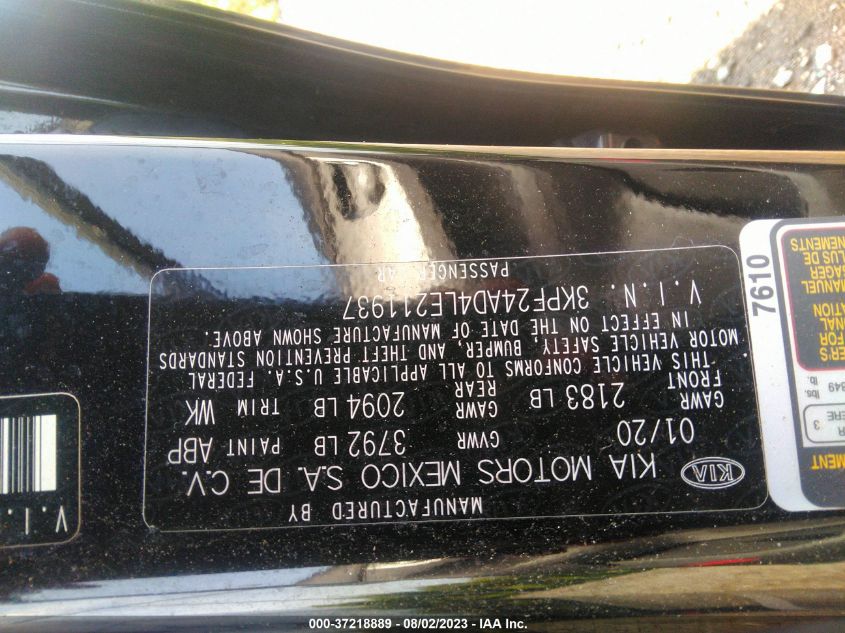 MANUFACTURED BY
KIA KIA MOTORS MEXICO S.A. DE C.V.
01/20 GVWR 3792 LB PAINT ABP
GAWR FRONT 2183 LB GAWR REAR 2094 LB TRIM WK
THIS VEHICLE CONFORMS TO ALL APPLICABLE U.S.A. FEDERAL
MOTOR VEHICLE SAFETY, BUMPER, AND THEFT PREVENTION STANDARDS
IN EFFECT ON THE DATE OF MANUFACTURE SHOWN ABOVE.
V.I.N. 3KPF24AD4LE211937
PASSENGER CAR
7610
V.I.
000-37218889 - 08/02/2023 - IAA Inc.